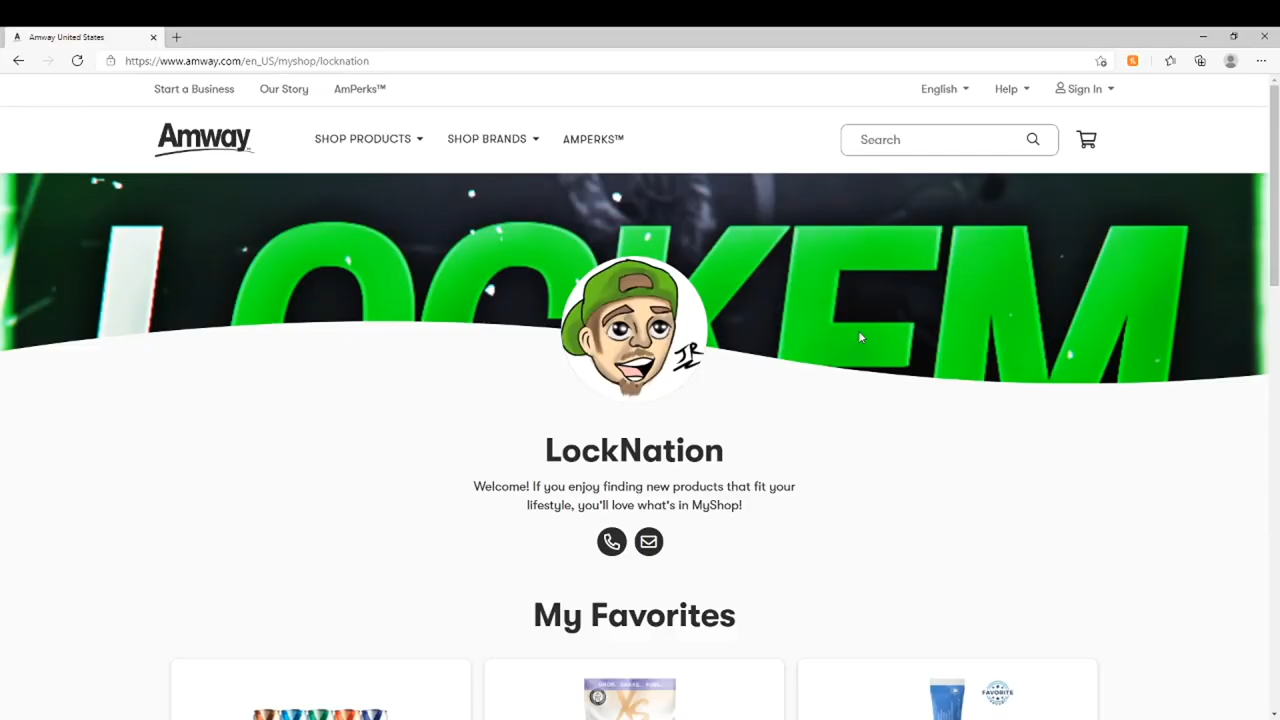 Amway United States
https://www.amway.com/en_US/myshop/locknation
Start a Business Our Story AmPerks™ English Help Sign In
Amway SHOP PRODUCTS SHOP BRANDS AMPERKS™ Search
LOCKEM
JR
LockNation
Welcome! If you enjoy finding new products that fit your
lifestyle, you'll love what's in MyShop!
My Favorites
XS
FAVORITE